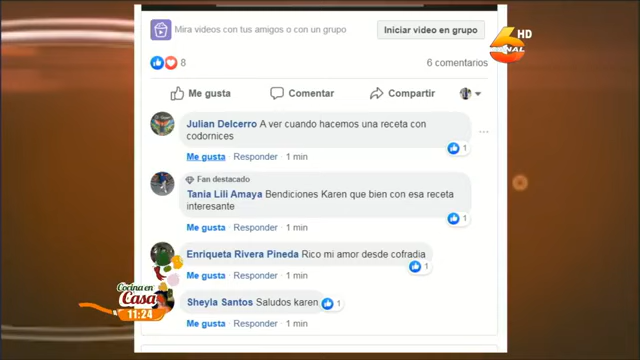 Mira videos con tus amigos o con un grupo
Iniciar video en grupo
6 HD
CANAL
8
6 comentarios
Me gusta
Comentar
Compartir
Julian Delcerro A ver cuando hacemos una receta con
codornices
1
Me gusta · Responder · 1 min
Fan destacado
Tania Lili Amaya Bendiciones Karen que bien con esa receta
interesante
1
Me gusta · Responder · 1 min
Enriqueta Rivera Pineda Rico mi amor desde cofradia
1
Me gusta · Responder · 1 min
Sheyla Santos Saludos karen
1
Me gusta · Responder · 1 min
Cocina en
Casa
11:24